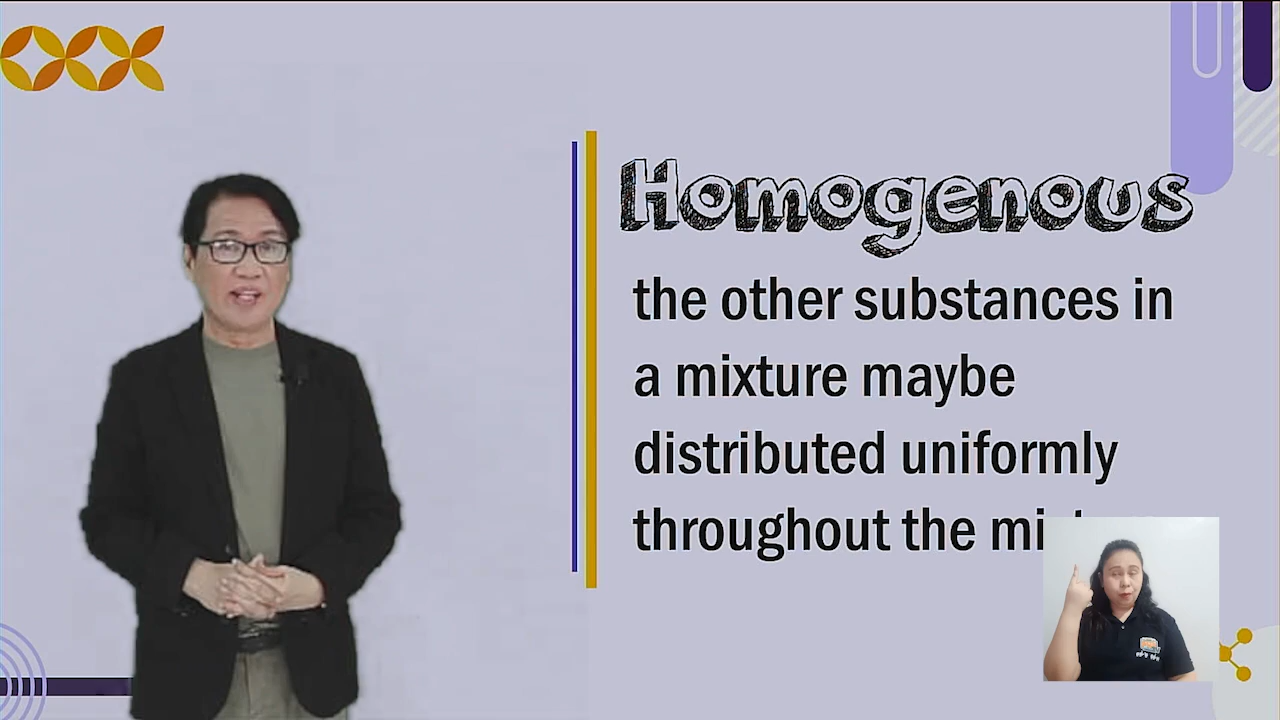 Homogenous
the other substances in
a mixture maybe
distributed uniformly
throughout the